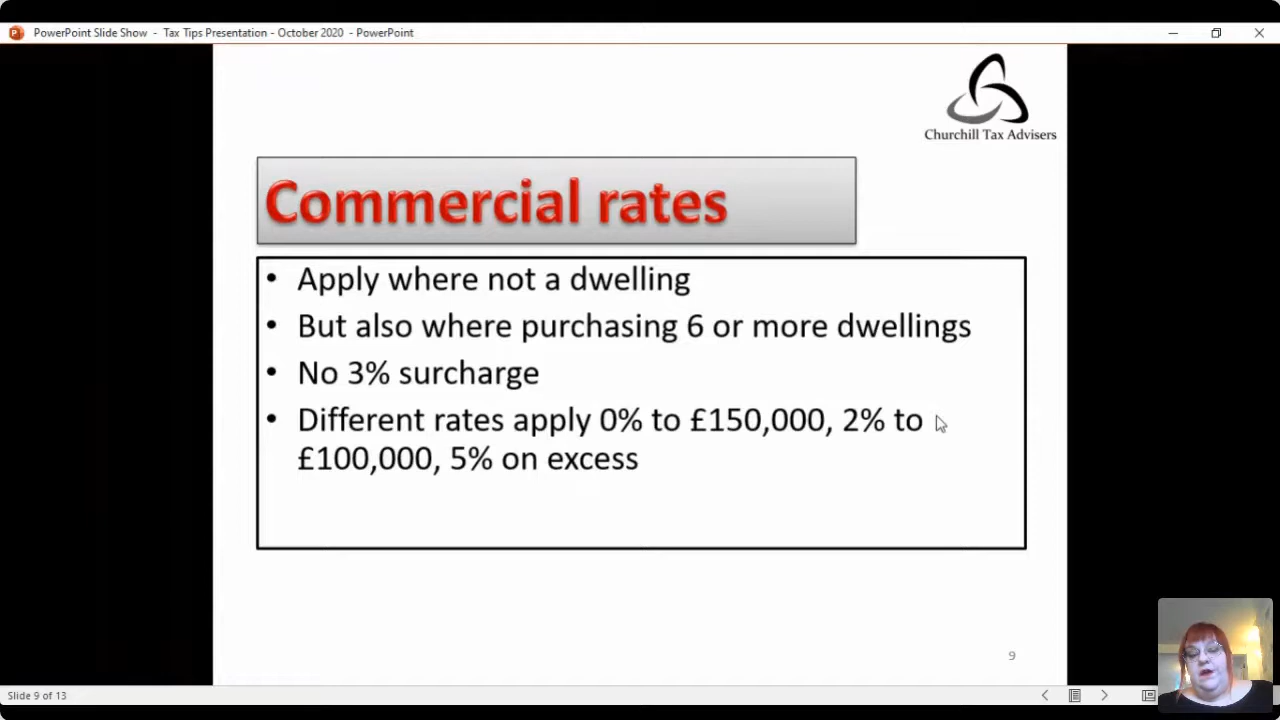 PowerPoint Slide Show - Tax Tips Presentation - October 2020 - PowerPoint
Churchill Tax Advisers
Commercial rates
• Apply where not a dwelling
• But also where purchasing 6 or more dwellings
• No 3% surcharge
• Different rates apply 0% to £150,000, 2% to
£100,000, 5% on excess
9
Slide 9 of 13